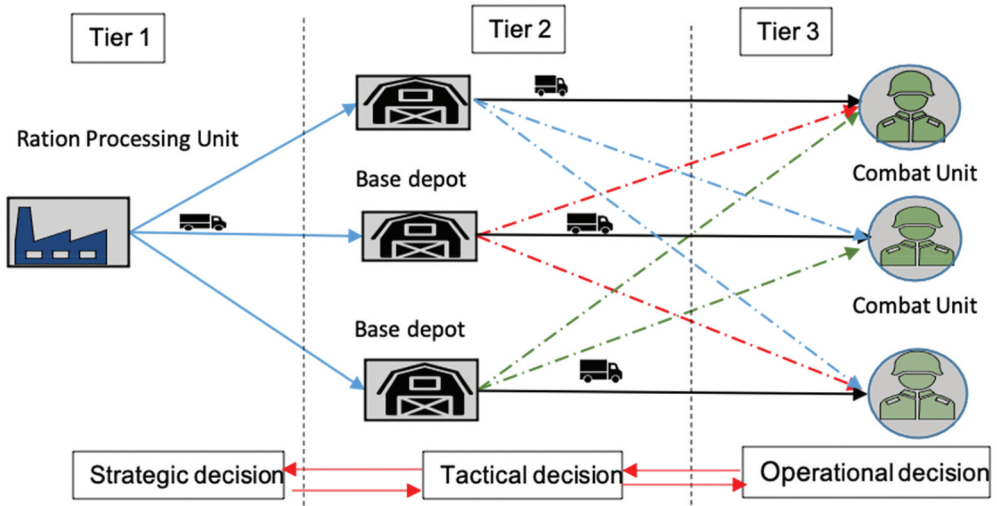 Tier 1
Tier 2
Tier 3
Ration Processing Unit
Base depot
Combat Unit
Base depot
Combat Unit
Strategic decision
Tactical decision
Operational decision